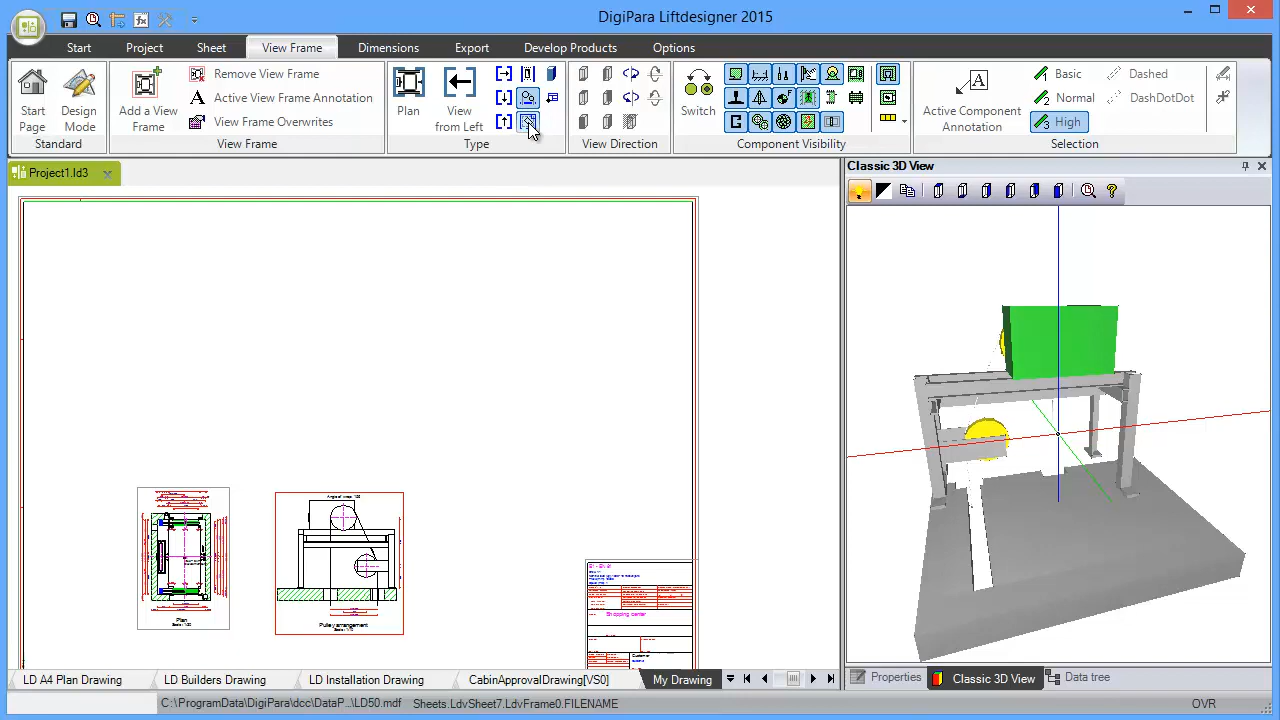 DigiPara Liftdesigner 2015
Start Project Sheet View Frame Dimensions Export Develop Products Options
Start Page
Design Mode
Standard
Add a View Frame
Remove View Frame
Active View Frame Annotation
View Frame Overwrites
View Frame
Plan
View from Left
Type
View Direction
Switch
Component Visibility
Active Component Annotation
Basic Dashed
Normal DashDotDot
High
Selection
Project1.ld3
Classic 3D View
Plan
Pulley arrangement
Shopping center
Customer
LD A4 Plan Drawing LD Builders Drawing LD Installation Drawing CabinApprovalDrawing[VS0] My Drawing
Properties Classic 3D View Data tree
C:\ProgramData\DigiPara\dcc\DataP...\LD50.mdf Sheets.LdvSheet7.LdvFrame0.FILENAME OVR